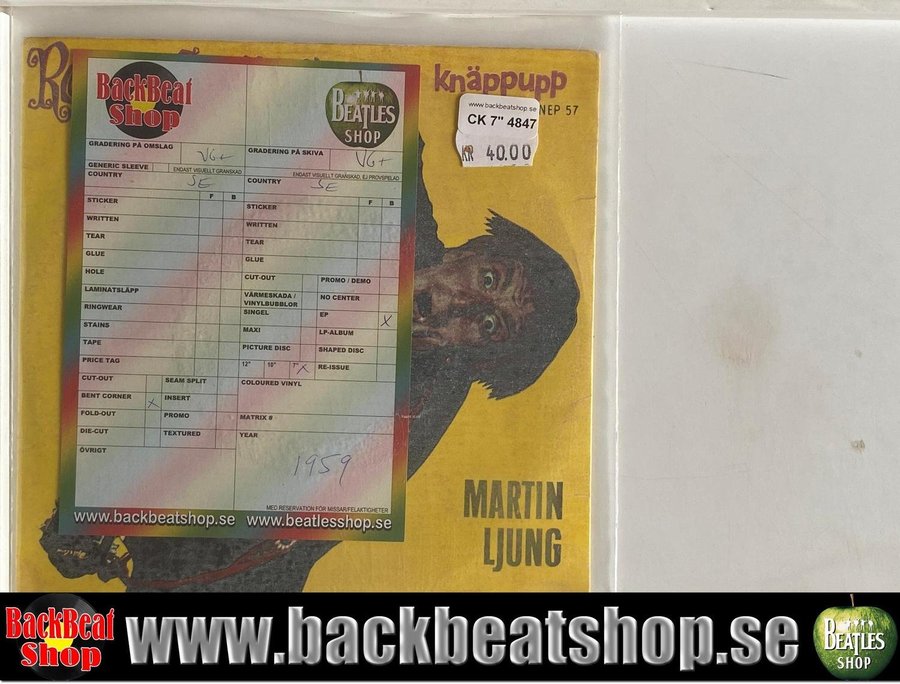 knäppupp
NEP 57
www.backbeatshop.se
CK 7" 4847
KR 40.00
BackBeat
Shop
BEATLES
SHOP
GRADERING PÅ OMSLAG VG+
GENERIC SLEEVE ENDAST VISUELLT GRANSKAD
COUNTRY SE
F B
STICKER
WRITTEN
TEAR
GLUE
HOLE
LAMINATSLÄPP
RINGWEAR
STAINS
TAPE
PRICE TAG
CUT-OUT SEAM SPLIT
BENT CORNER X INSERT
FOLD-OUT PROMO
DIE-CUT TEXTURED
ÖVRIGT
GRADERING PÅ SKIVA VG+
ENDAST VISUELLT GRANSKAD, EJ PROVSPELAD
COUNTRY SE
F B
STICKER
WRITTEN
TEAR
GLUE
CUT-OUT PROMO / DEMO
VÄRMESKADA / NO CENTER
VINYLBUBBLOR
SINGEL EP X
MAXI LP-ALBUM
PICTURE DISC SHAPED DISC
12" 10" 7" X RE-ISSUE
COLOURED VINYL
MATRIX #
YEAR
1959
MED RESERVATION FÖR MISSAR/FELAKTIGHETER
www.backbeatshop.se www.beatlesshop.se
MARTIN
LJUNG
BackBeat
Shop
www.backbeatshop.se
BEATLES
SHOP